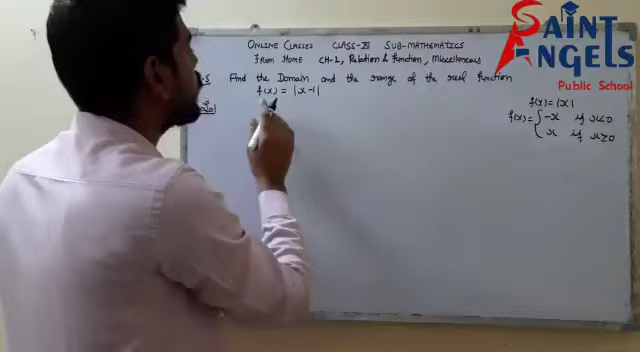 SAINT
ANGELS
Public School
ONLINE CLASSES CLASS-XI SUB-MATHEMATICS
FROM HOME CH-2, Relation & function, Miscellaneous
Find the Domain and the range of the real function
f(x) = |x-1|
Sol
f(x) = |x|
f(x) = { -x if x<0
x if x≥0